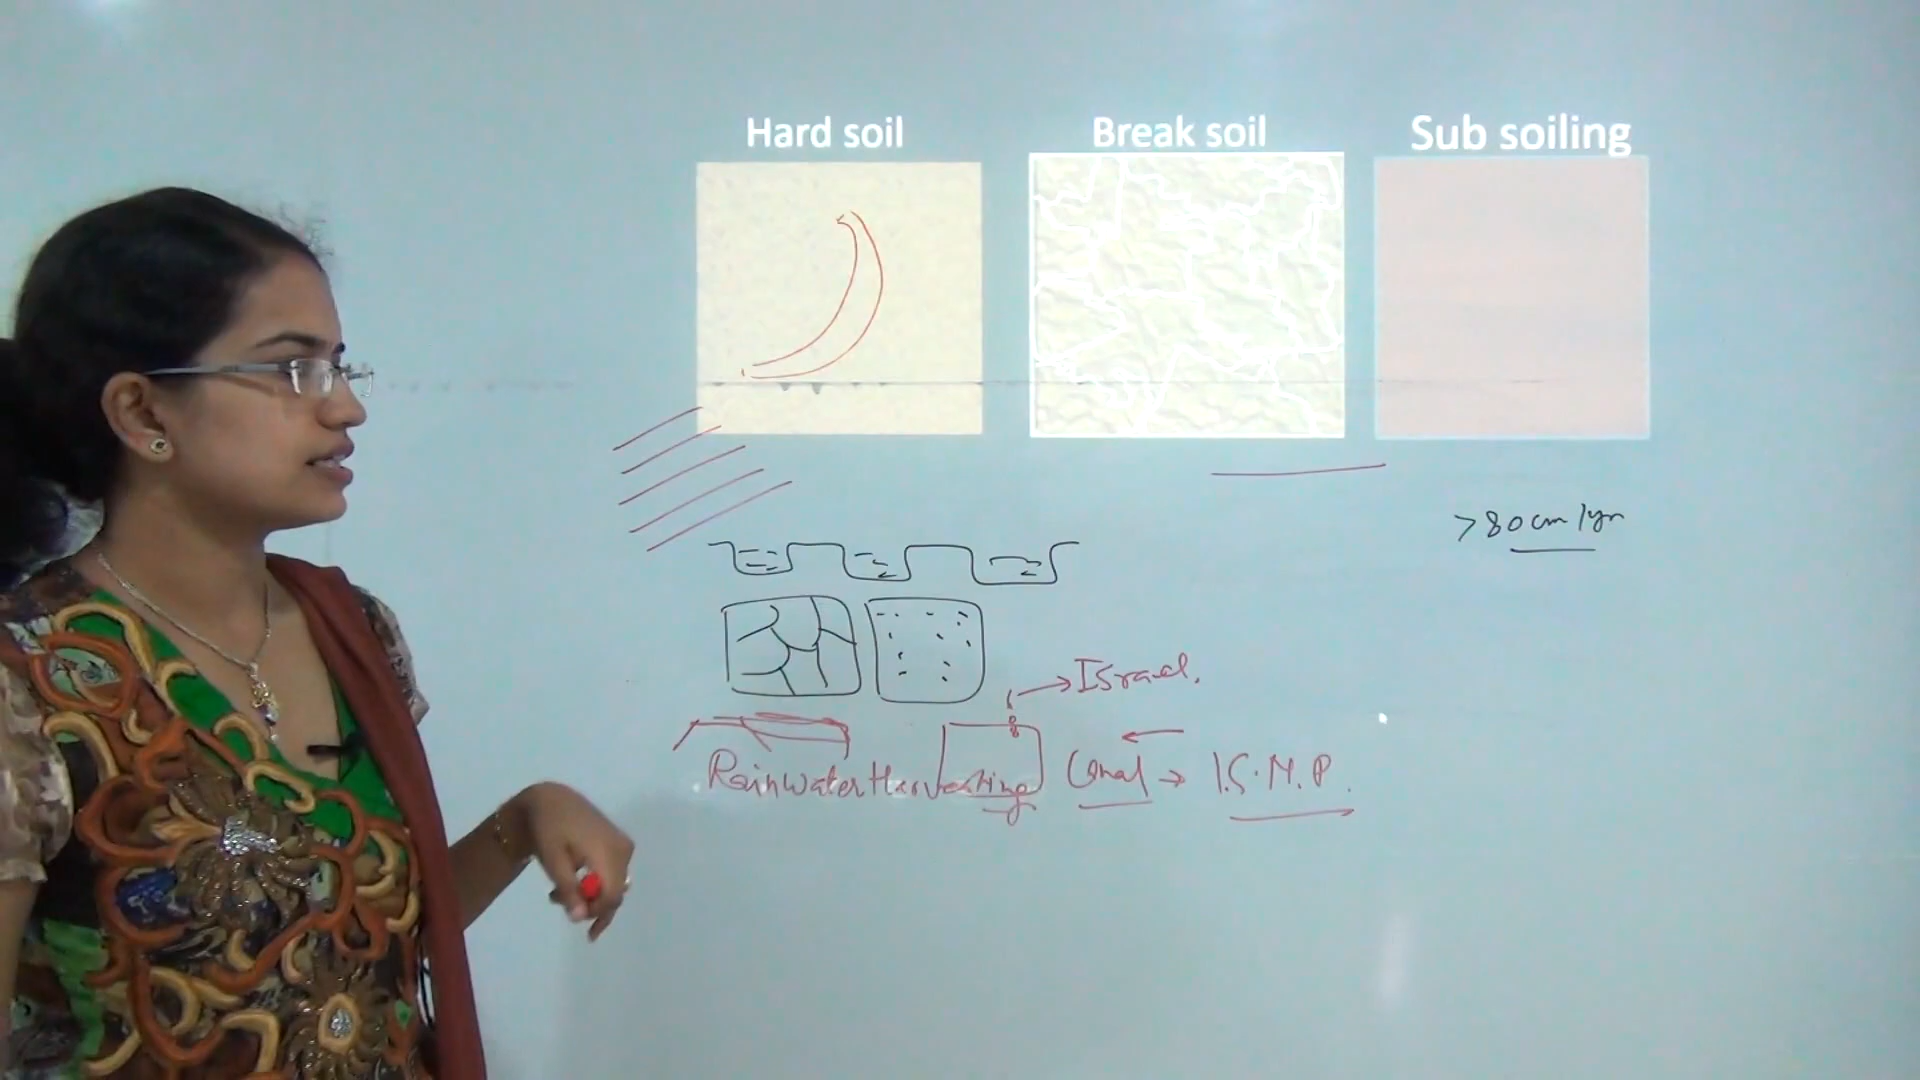 Hard soil Break soil Sub soiling
>80cm/yr
→Israel.
RainwaterHarvesting Canal → I.S.M.P.